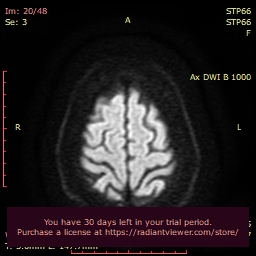 Im: 20/48
Se: 3
A
STP66
STP66
F
Ax DWI B 1000
R
L
You have 30 days left in your trial period.
Purchase a license at https://radiantviewer.com/store/